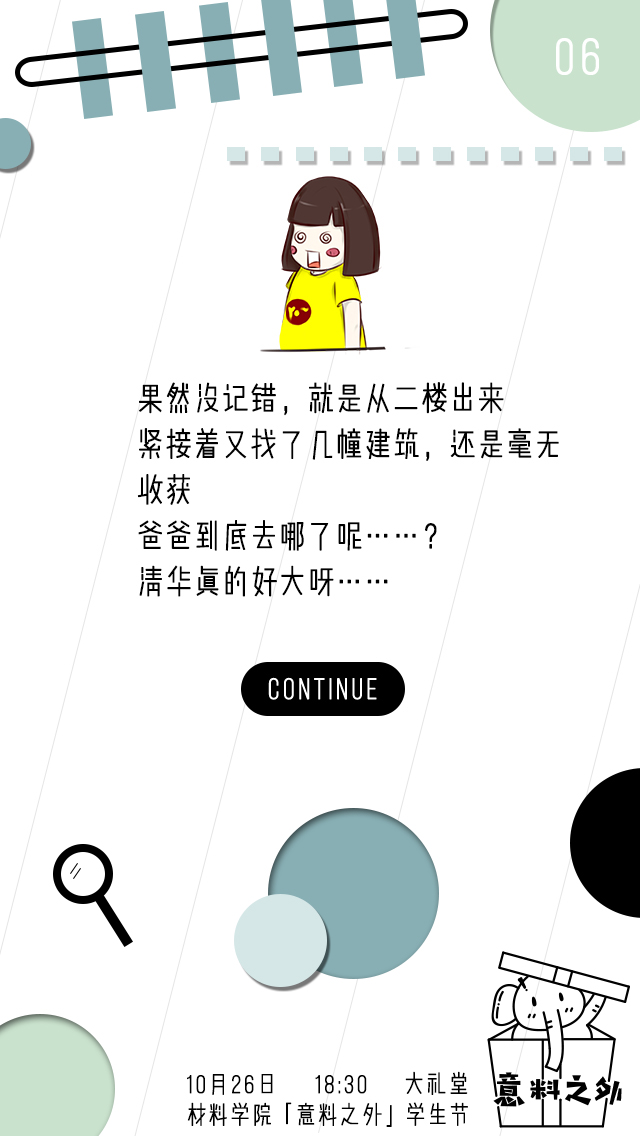 06
果然没记错，就是从二楼出来
紧接着又找了几幢建筑，还是毫无
收获
爸爸到底去哪了呢……？
清华真的好大呀……
CONTINUE
意料之外
10月26日 18:30 大礼堂
材料学院「意料之外」学生节